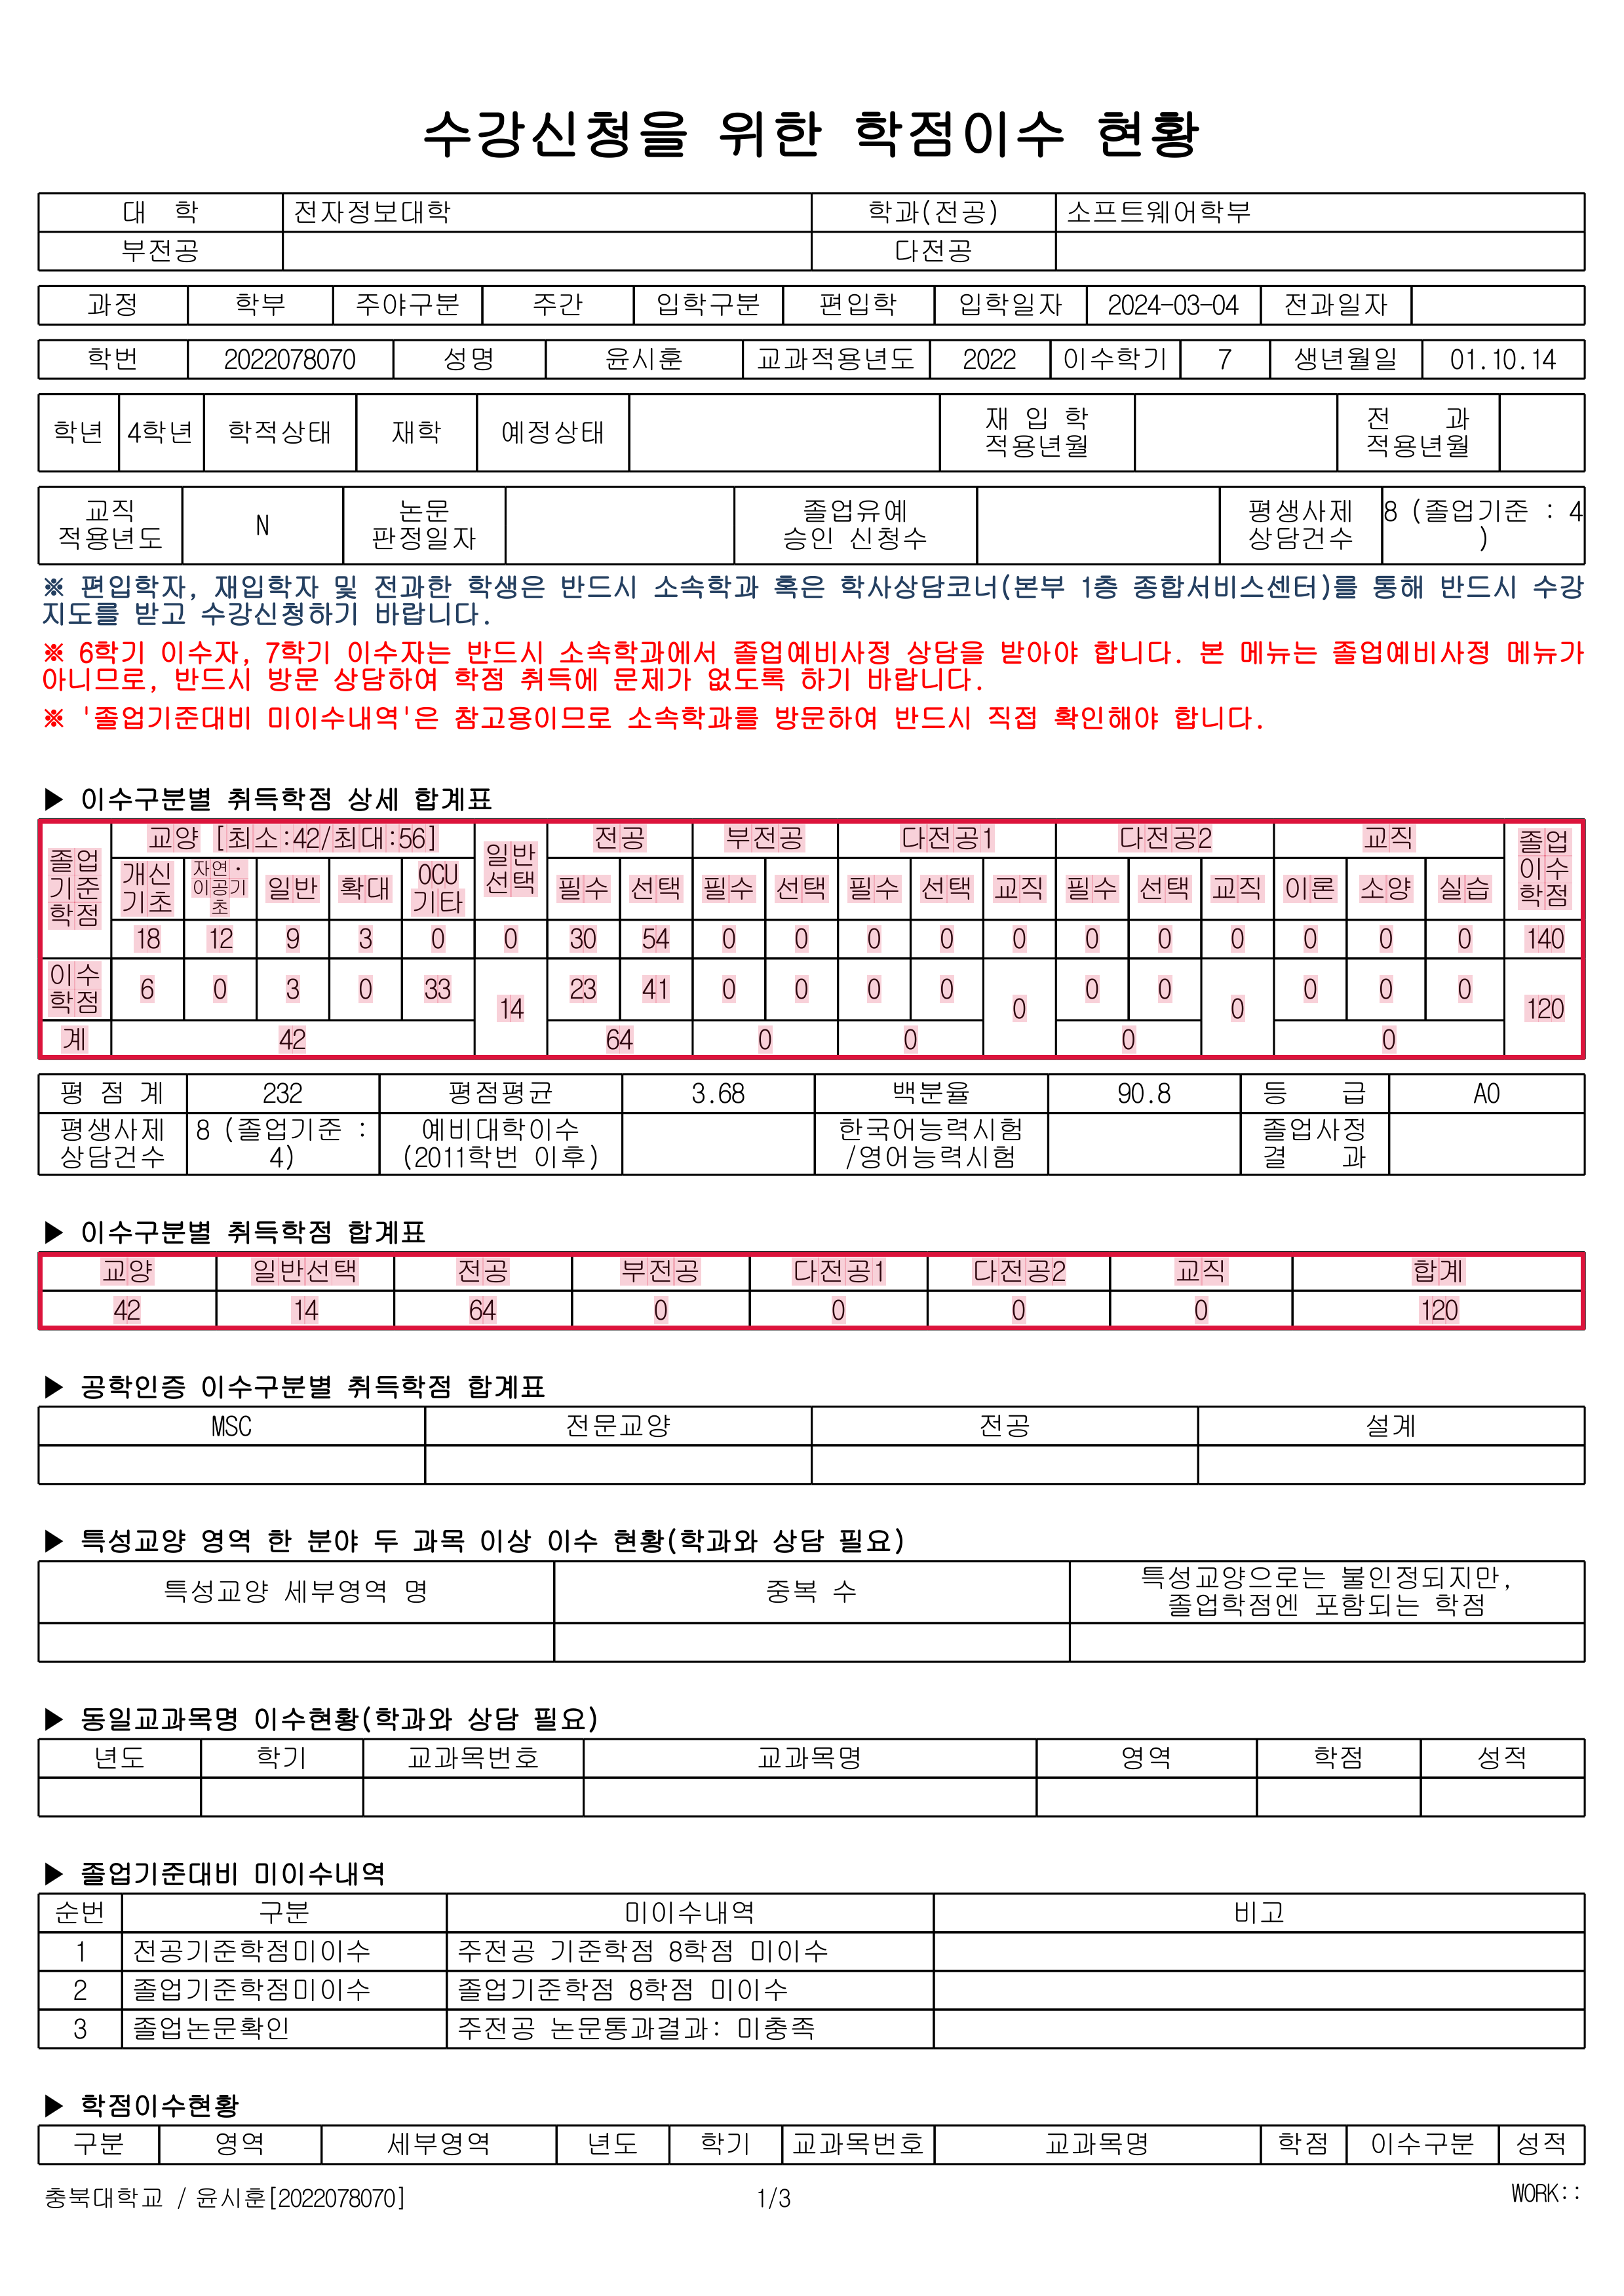 수강신청을 위한 학점이수 현황
대 학 전자정보대학 학과(전공) 소프트웨어학부
부전공 다전공
과정 학부 주야구분 주간 입학구분 편입학 입학일자 2024-03-04 전과일자
학번 2022078070 성명 윤시훈 교과적용년도 2022 이수학기 7 생년월일 01.10.14
학년 4학년 학적상태 재학 예정상태 재 입 학 적용년월 전 과 적용년월
교직 적용년도 N 논문 판정일자 졸업유예 승인 신청수 평생사제 상담건수 8 (졸업기준 : 4 )
※ 편입학자, 재입학자 및 전과한 학생은 반드시 소속학과 혹은 학사상담코너(본부 1층 종합서비스센터)를 통해 반드시 수강
지도를 받고 수강신청하기 바랍니다.
※ 6학기 이수자, 7학기 이수자는 반드시 소속학과에서 졸업예비사정 상담을 받아야 합니다. 본 메뉴는 졸업예비사정 메뉴가
아니므로, 반드시 방문 상담하여 학점 취득에 문제가 없도록 하기 바랍니다.
※ '졸업기준대비 미이수내역'은 참고용이므로 소속학과를 방문하여 반드시 직접 확인해야 합니다.
▶ 이수구분별 취득학점 상세 합계표
졸업 기준 학점 교양 [최소:42/최대:56] 일반 선택 전공 부전공 다전공1 다전공2 교직 졸업 이수 학점
개신 기초 자연· 이공기 초 일반 확대 OCU 기타 필수 선택 필수 선택 필수 선택 교직 필수 선택 교직 이론 소양 실습
18 12 9 3 0 0 30 54 0 0 0 0 0 0 0 0 0 0 0 140
이수 학점 6 0 3 0 33 14 23 41 0 0 0 0 0 0 0 0 0 0 0 120
계 42 64 0 0 0 0
평 점 계 232 평점평균 3.68 백분율 90.8 등 급 A0
평생사제 상담건수 8 (졸업기준 : 4) 예비대학이수 (2011학번 이후) 한국어능력시험 /영어능력시험 졸업사정 결 과
▶ 이수구분별 취득학점 합계표
교양 일반선택 전공 부전공 다전공1 다전공2 교직 합계
42 14 64 0 0 0 0 120
▶ 공학인증 이수구분별 취득학점 합계표
MSC 전문교양 전공 설계
▶ 특성교양 영역 한 분야 두 과목 이상 이수 현황(학과와 상담 필요)
특성교양 세부영역 명 중복 수 특성교양으로는 불인정되지만, 졸업학점엔 포함되는 학점
▶ 동일교과목명 이수현황(학과와 상담 필요)
년도 학기 교과목번호 교과목명 영역 학점 성적
▶ 졸업기준대비 미이수내역
순번 구분 미이수내역 비고
1 전공기준학점미이수 주전공 기준학점 8학점 미이수
2 졸업기준학점미이수 졸업기준학점 8학점 미이수
3 졸업논문확인 주전공 논문통과결과: 미충족
▶ 학점이수현황
구분 영역 세부영역 년도 학기 교과목번호 교과목명 학점 이수구분 성적
충북대학교 / 윤시훈[2022078070] 1/3 WORK::